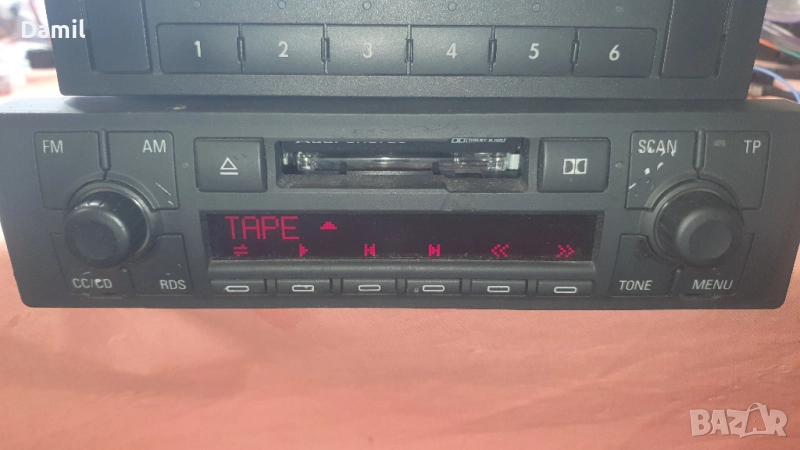 Damil
1 2 3 4 5 6
FM AM SCAN TP
TAPE
CC/CD RDS TONE MENU
BAZAR